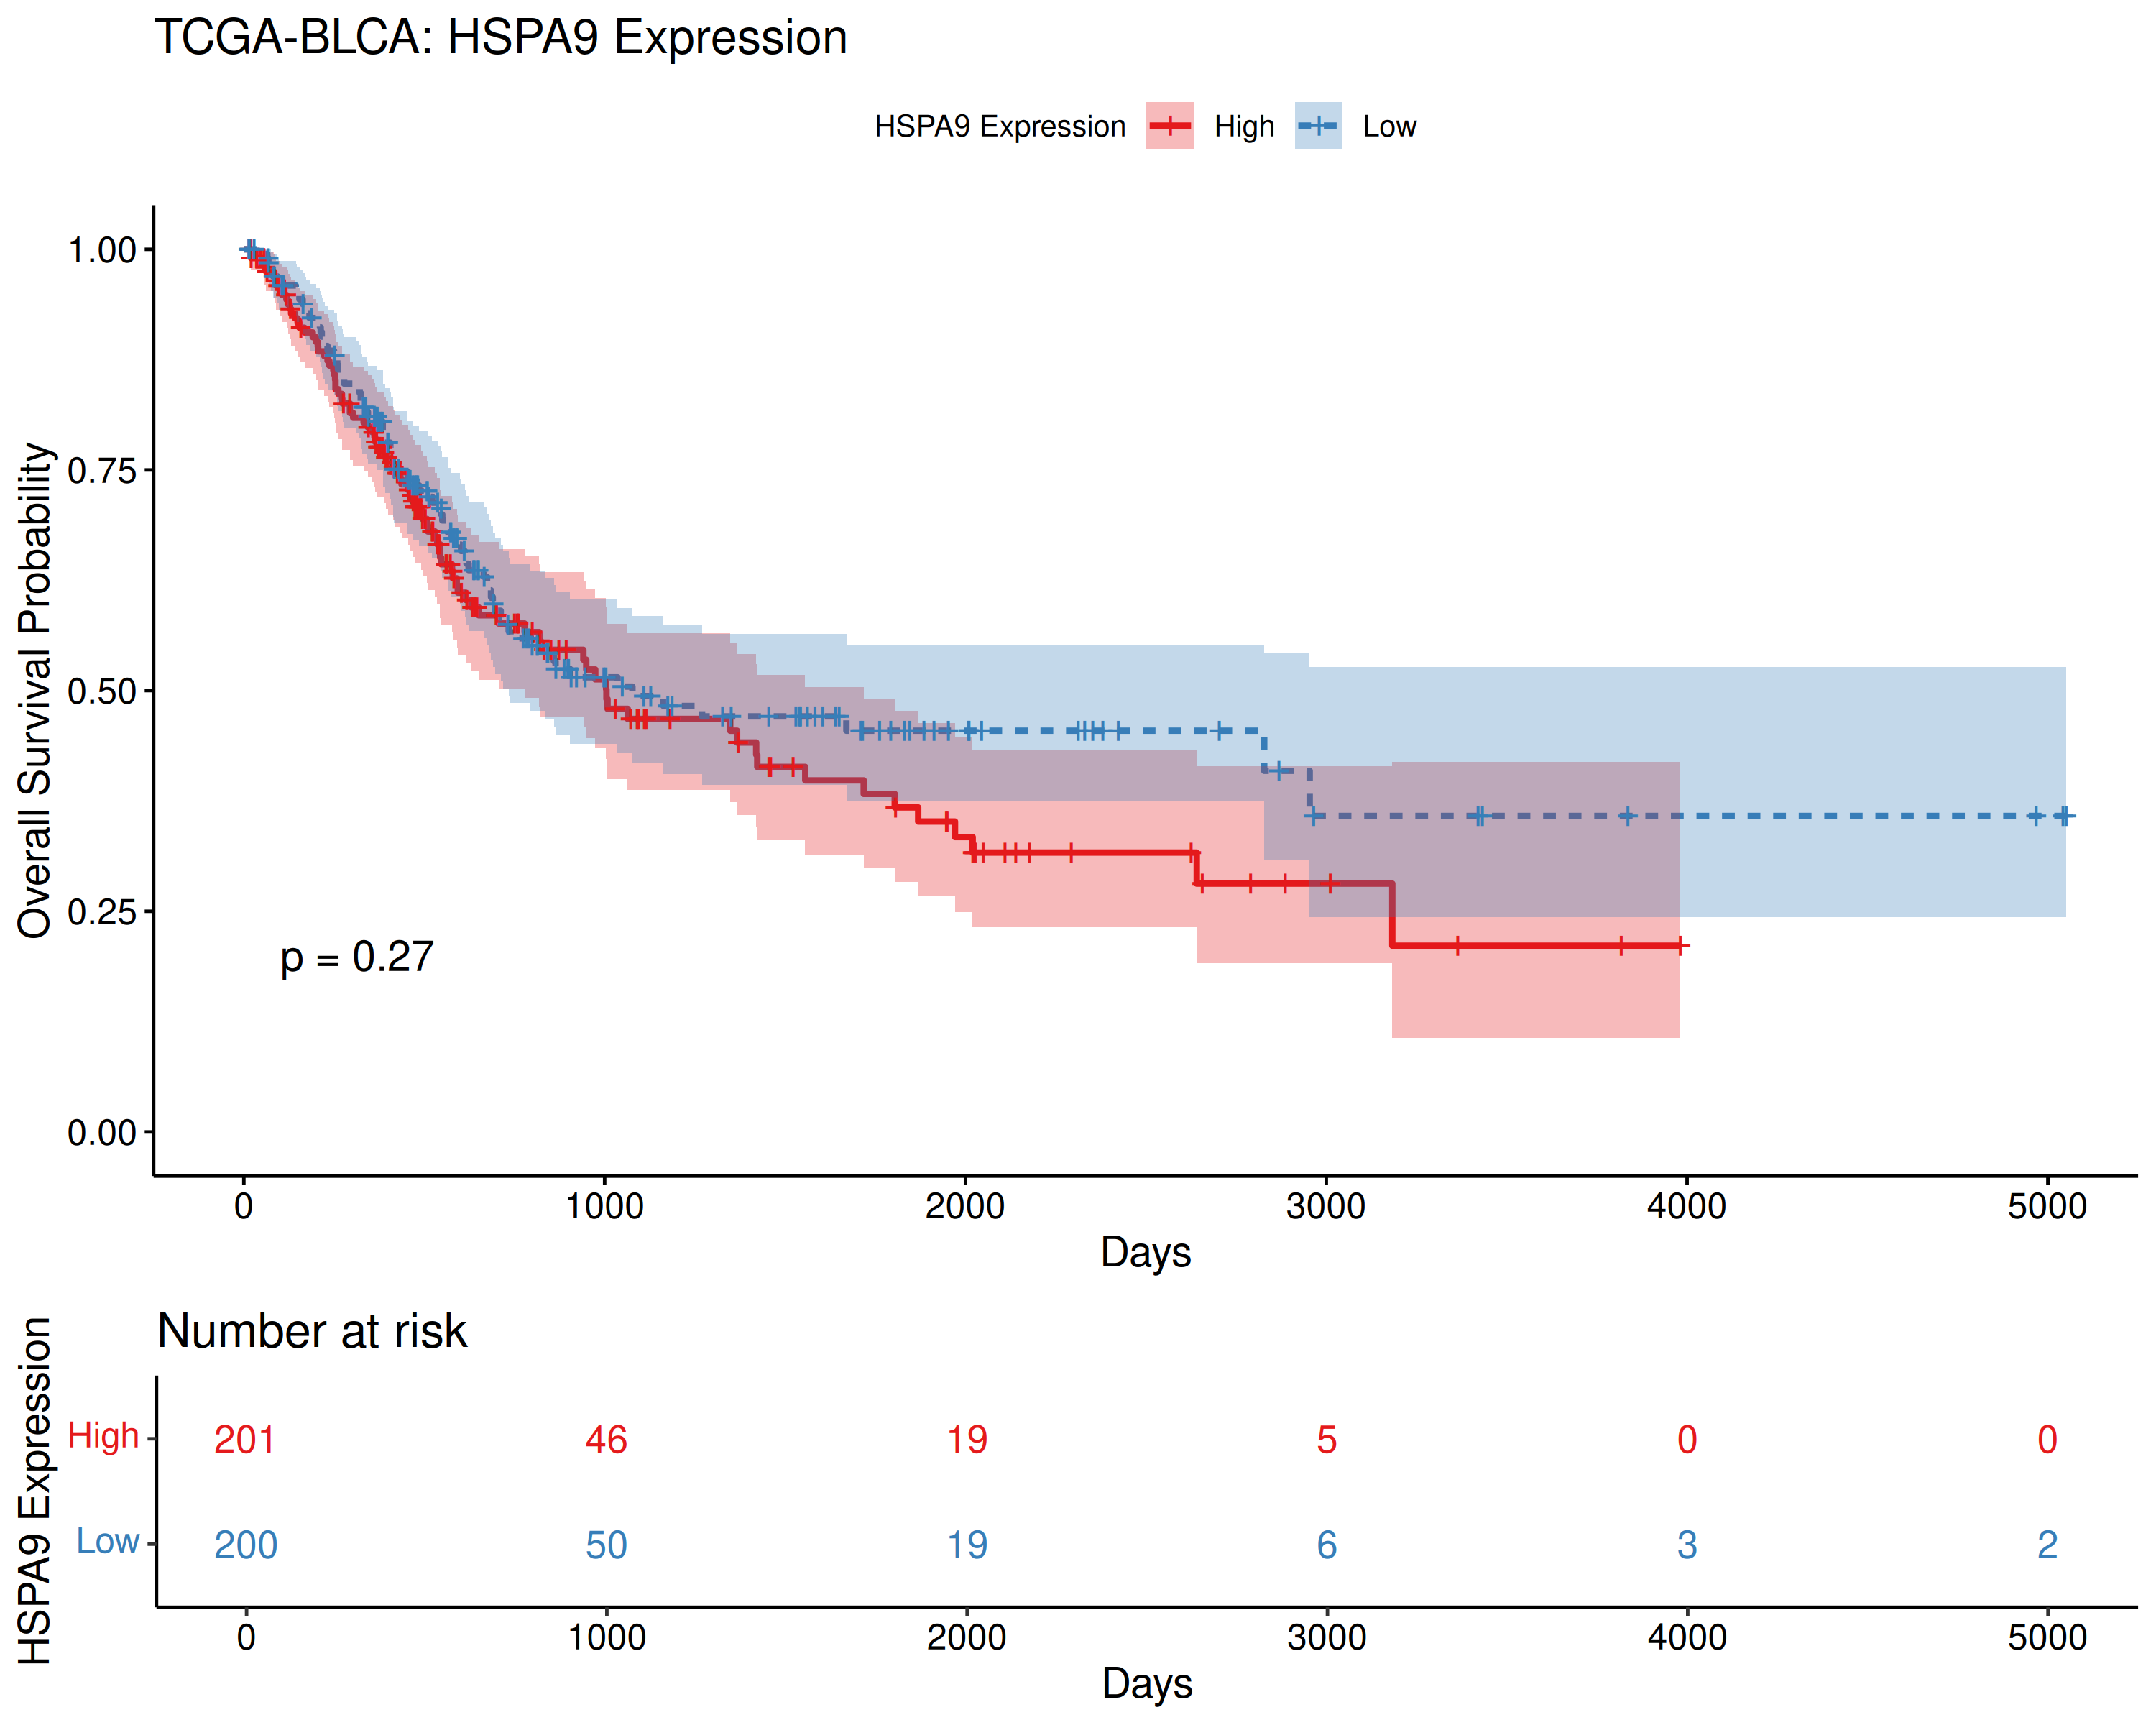 TCGA-BLCA: HSPA9 Expression
HSPA9 Expression High Low
Overall Survival Probability
1.00
0.75
0.50
0.25
0.00
p = 0.27
0 1000 2000 3000 4000 5000
Days
Number at risk
HSPA9 Expression
High 201 46 19 5 0 0
Low 200 50 19 6 3 2
0 1000 2000 3000 4000 5000
Days